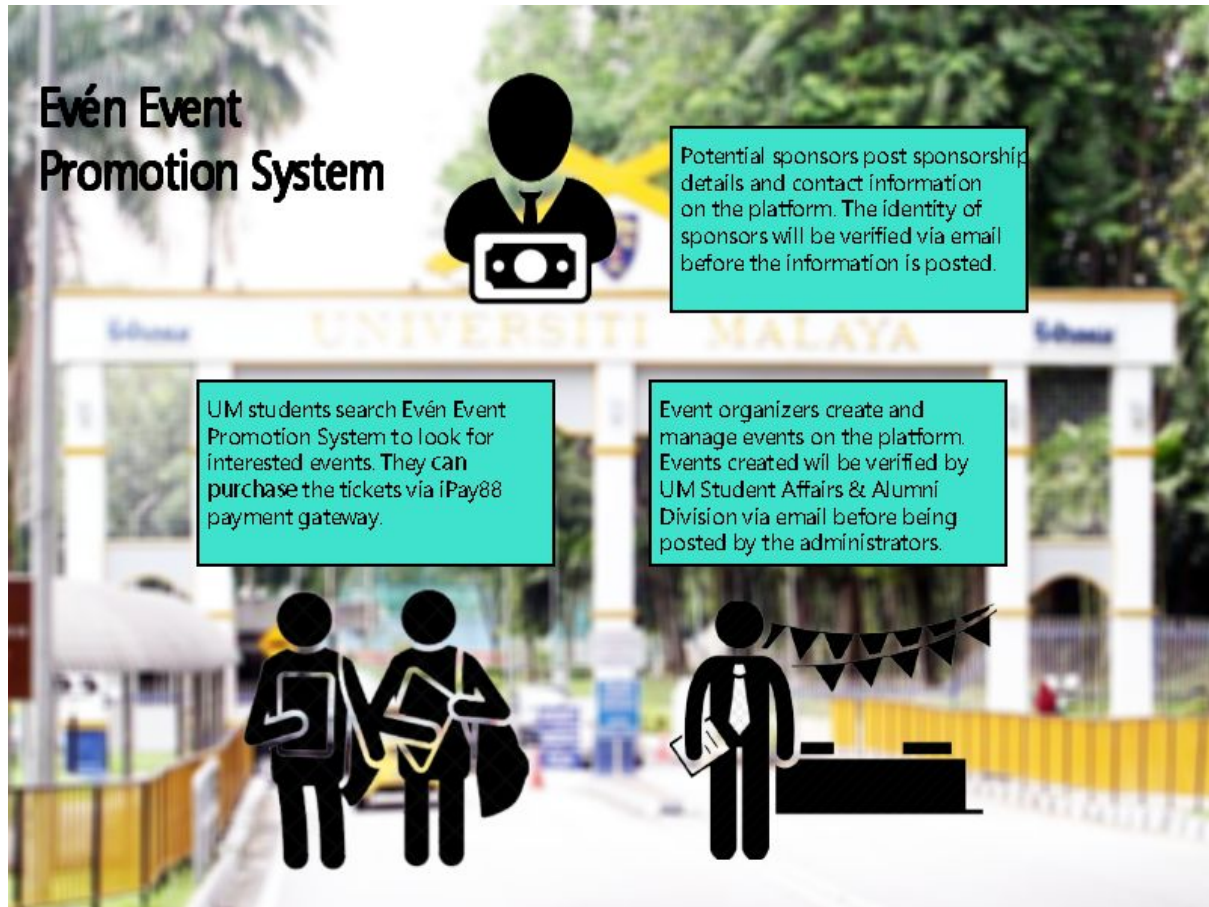 Evén Event
Promotion System
Potential sponsors post sponsorship
details and contact information
on the platform. The identity of
sponsors will be verified via email
before the information is posted.
UNIVERSITI MALAYA
UM students search Evén Event
Promotion System to look for
interested events. They can
purchase the tickets via iPay88
payment gateway.
Event organizers create and
manage events on the platform.
Events created wil be verified by
UM Student Affairs & Alumni
Division via email before being
posted by the administrators.